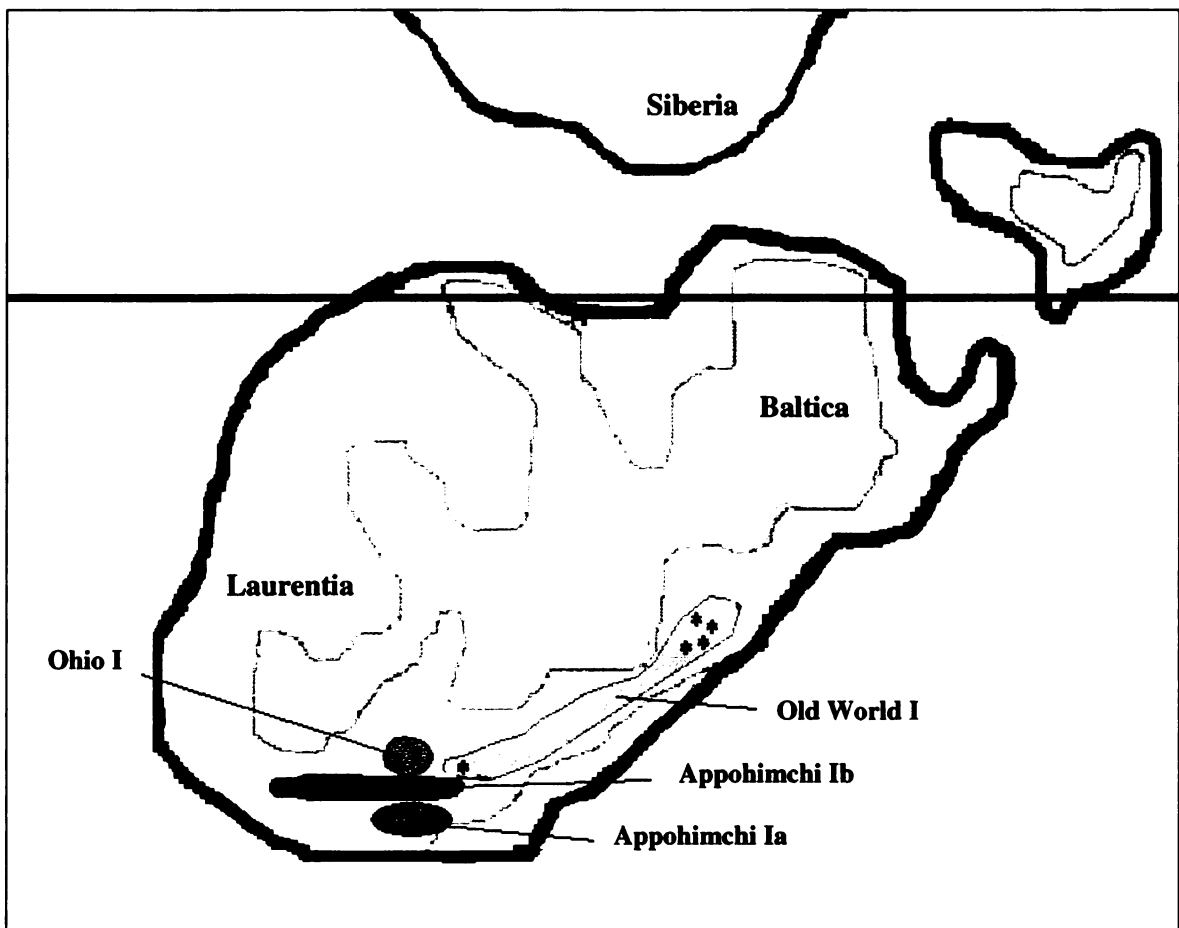 Siberia
Baltica
Laurentia
Ohio I
Old World I
Appohimchi Ib
Appohimchi Ia